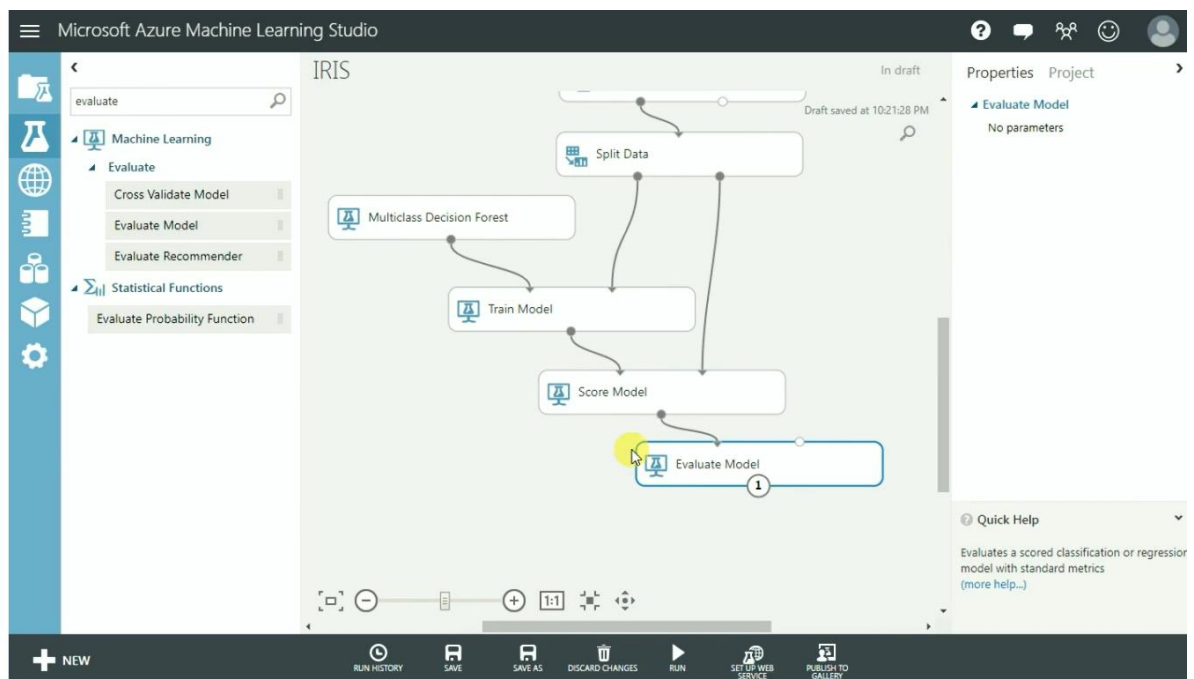 Microsoft Azure Machine Learning Studio
?
evaluate
Machine Learning
Evaluate
Cross Validate Model
Evaluate Model
Evaluate Recommender
Statistical Functions
Evaluate Probability Function
IRIS
In draft
Draft saved at 10:21:28 PM
Split Data
Multiclass Decision Forest
Train Model
Score Model
Evaluate Model
1
1:1
Properties Project
Evaluate Model
No parameters
? Quick Help
Evaluates a scored classification or regression
model with standard metrics
(more help...)
NEW
RUN HISTORY
SAVE
SAVE AS
DISCARD CHANGES
RUN
SET UP WEB
SERVICE
PUBLISH TO
GALLERY